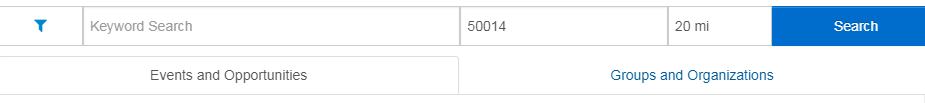 Keyword Search 50014 20 mi Search
Events and Opportunities Groups and Organizations